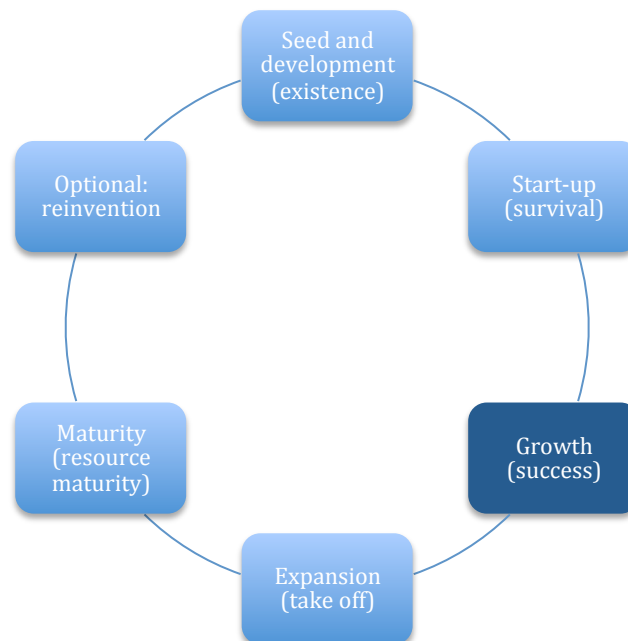 Seed and
development
(existence)
Start-up
(survival)
Growth
(success)
Expansion
(take off)
Maturity
(resource
maturity)
Optional:
reinvention